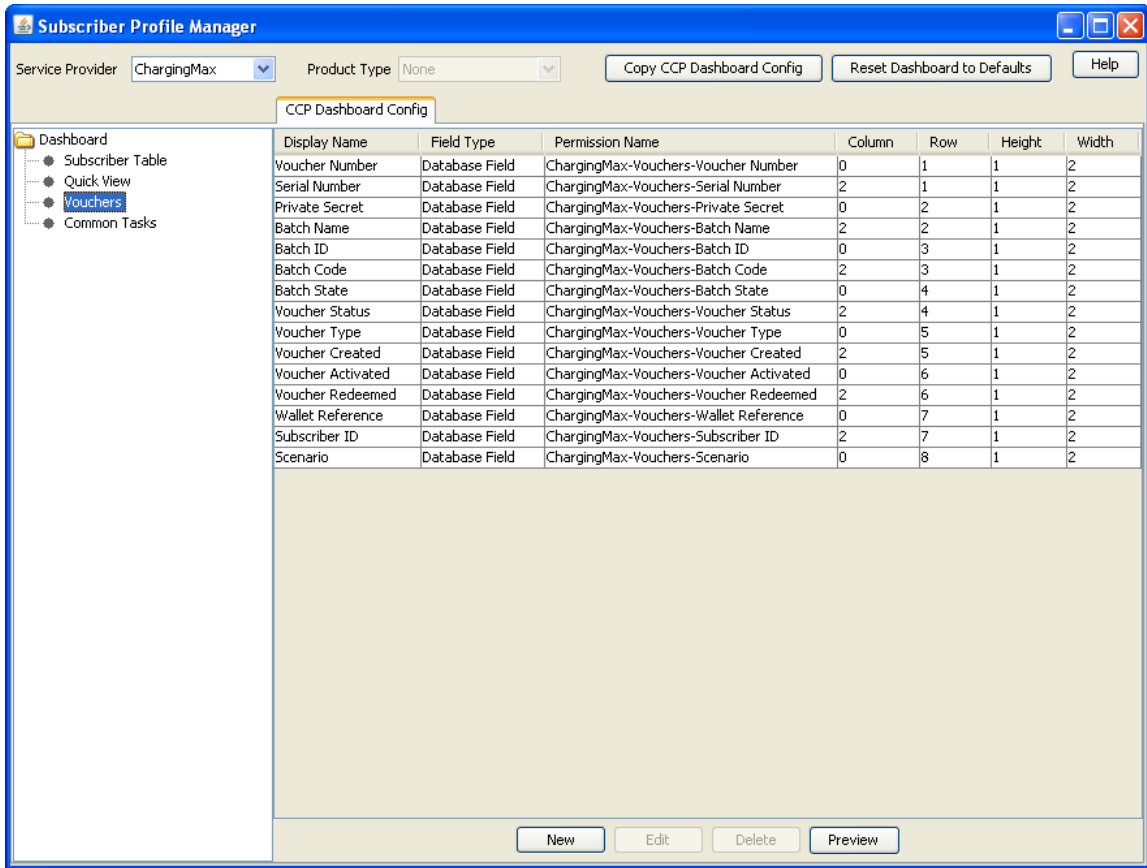 Subscriber Profile Manager
Service Provider ChargingMax Product Type None Copy CCP Dashboard Config Reset Dashboard to Defaults Help
CCP Dashboard Config
Dashboard
Subscriber Table
Quick View
Vouchers
Common Tasks
Display Name Field Type Permission Name Column Row Height Width
Voucher Number Database Field ChargingMax-Vouchers-Voucher Number 0 1 1 2
Serial Number Database Field ChargingMax-Vouchers-Serial Number 2 1 1 2
Private Secret Database Field ChargingMax-Vouchers-Private Secret 0 2 1 2
Batch Name Database Field ChargingMax-Vouchers-Batch Name 2 2 1 2
Batch ID Database Field ChargingMax-Vouchers-Batch ID 0 3 1 2
Batch Code Database Field ChargingMax-Vouchers-Batch Code 2 3 1 2
Batch State Database Field ChargingMax-Vouchers-Batch State 0 4 1 2
Voucher Status Database Field ChargingMax-Vouchers-Voucher Status 2 4 1 2
Voucher Type Database Field ChargingMax-Vouchers-Voucher Type 0 5 1 2
Voucher Created Database Field ChargingMax-Vouchers-Voucher Created 2 5 1 2
Voucher Activated Database Field ChargingMax-Vouchers-Voucher Activated 0 6 1 2
Voucher Redeemed Database Field ChargingMax-Vouchers-Voucher Redeemed 2 6 1 2
Wallet Reference Database Field ChargingMax-Vouchers-Wallet Reference 0 7 1 2
Subscriber ID Database Field ChargingMax-Vouchers-Subscriber ID 2 7 1 2
Scenario Database Field ChargingMax-Vouchers-Scenario 0 8 1 2
New Edit Delete Preview